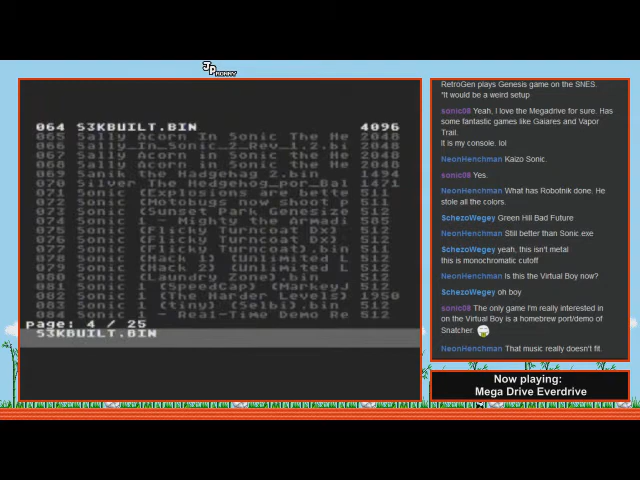 JP RONNY
064 S3KBUILT.BIN 4096
065 Sally Acorn In Sonic The He 2048
066 Sally_In_Sonic_2_Rev_1.2.bi 2048
067 Sally Acorn in Sonic the He 2048
068 Sally Acorn in Sonic the He 2048
069 Sanik the Hadgehag 2.bin 1494
070 Silver The Hedgehog_por_Bal 1471
071 Sonic (Explosions are bette 511
072 Sonic (Motobugs now shoot p 511
073 Sonic (Sunset Park Genesize 512
074 Sonic 1 - Mighty the Armadi 585
075 Sonic (Flicky Turncoat Dx) 512
076 Sonic (Flicky Turncoat Dx) 512
077 Sonic (Flicky Turncoat).bin 511
078 Sonic (Hack 1) (Unlimited L 512
079 Sonic (Hack 2) (Unlimited L 512
080 Sonic (Laundry Zone).bin 512
081 Sonic 1 (SpeedCap) (MarkeyJ 512
082 Sonic 1 (The Harder Levels) 1950
083 Sonic 1 (tiny) (Selbi).bin 512
084 Sonic 1 - Real-Time Demo Re 512
Page: 4 / 25
S3KBUILT.BIN
RetroGen plays Genesis game on the SNES.
*It would be a weird setup
sonic08 Yeah, I love the Megadrive for sure. Has
some fantastic games like Gaiares and Vapor
Trail.
It is my console. lol
NeonHenchman Kaizo Sonic.
sonic08 Yes.
NeonHenchman What has Robotnik done. He
stole all the colors.
SchezoWegey Green Hill Bad Future
NeonHenchman Still better than Sonic.exe
SchezoWegey yeah, this isn't metal
this is monochromatic cutoff
NeonHenchman Is this the Virtual Boy now?
SchezoWegey oh boy
sonic08 The only game I'm really interested in
on the Virtual Boy is a homebrew port/demo of
Snatcher.
NeonHenchman That music really doesn't fit
Now playing:
Mega Drive Everdrive